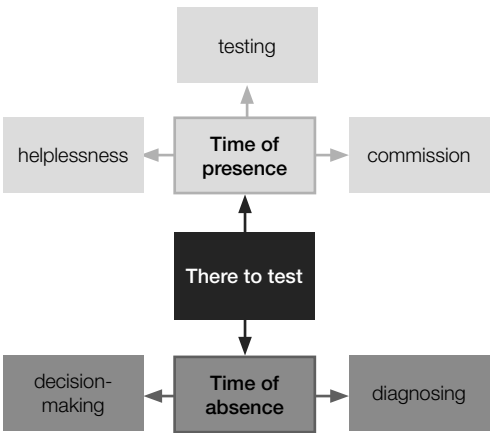 testing
helplessness
Time of
presence
commission
There to test
decision-
making
Time of
absence
diagnosing